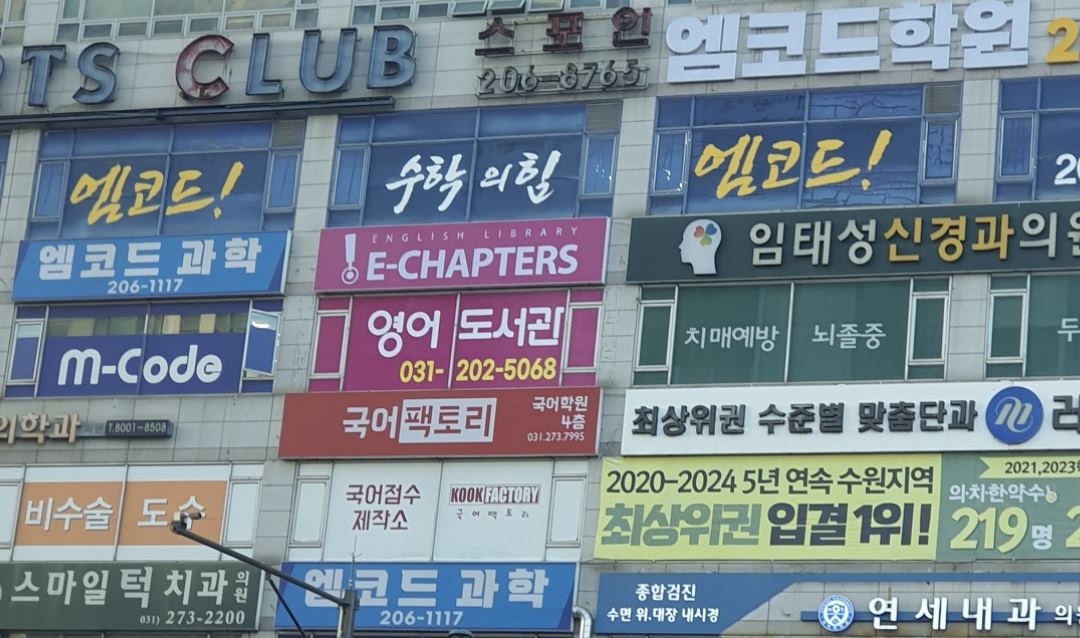 RTS CLUB
스포인
206-8765
엠코드학원
엠코드!
수학의힘
엠코드!
엠코드 과학
206-1117
ENGLISH LIBRARY
E-CHAPTERS
임태성신경과의원
m-Code
영어 도서관
031- 202-5068
치매예방
뇌졸중
두
국어팩토리
국어학원
4층
031.273.7995
최상위권 수준별 맞춤단과
의학과
T.8001-8508
비수술
도수
국어점수
제작소
KOOK FACTORY
국어팩토리
2020-2024 5년 연속 수원지역
최상위권 입결 1위!
2021,2023
의치한약수
219명
스마일 턱 치과의원
031) 273-2200
엠코드 과학
206-1117
종합검진
수면 위.대장 내시경
연세내과